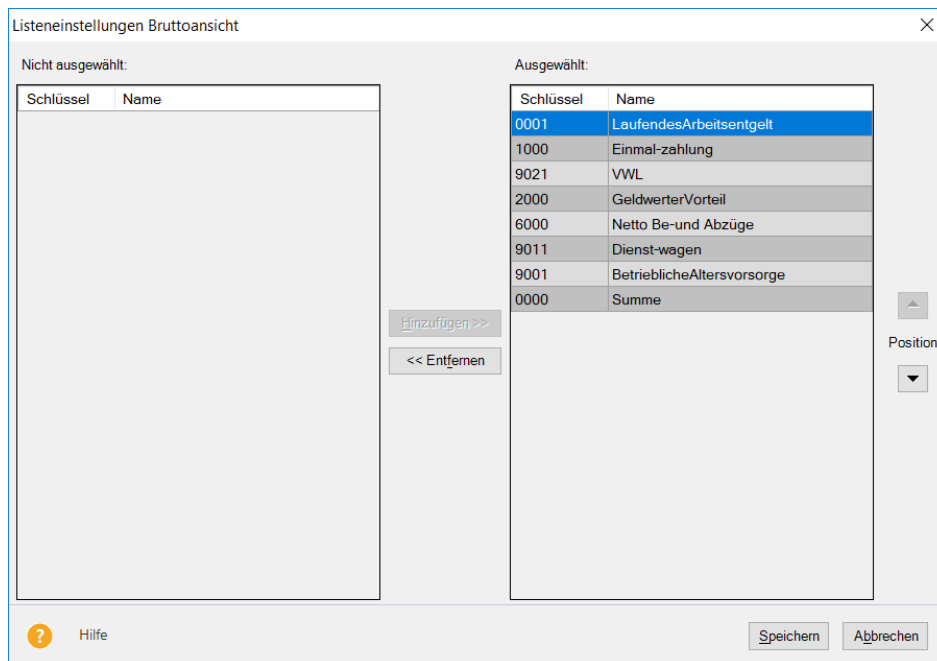 Listeneinstellungen Bruttoansicht
Nicht ausgewählt:
Schlüssel Name
Hinzufügen >>
<< Entfernen
Ausgewählt:
Schlüssel Name
0001 LaufendesArbeitsentgelt
1000 Einmal-zahlung
9021 VWL
2000 GeldwerterVorteil
6000 Netto Be-und Abzüge
9011 Dienst-wagen
9001 BetrieblicheAltersvorsorge
0000 Summe
Position
? Hilfe
Speichern Abbrechen